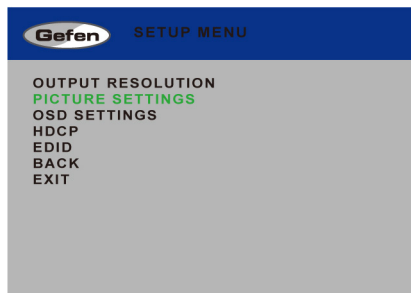 Gefen SETUP MENU
OUTPUT RESOLUTION
PICTURE SETTINGS
OSD SETTINGS
HDCP
EDID
BACK
EXIT